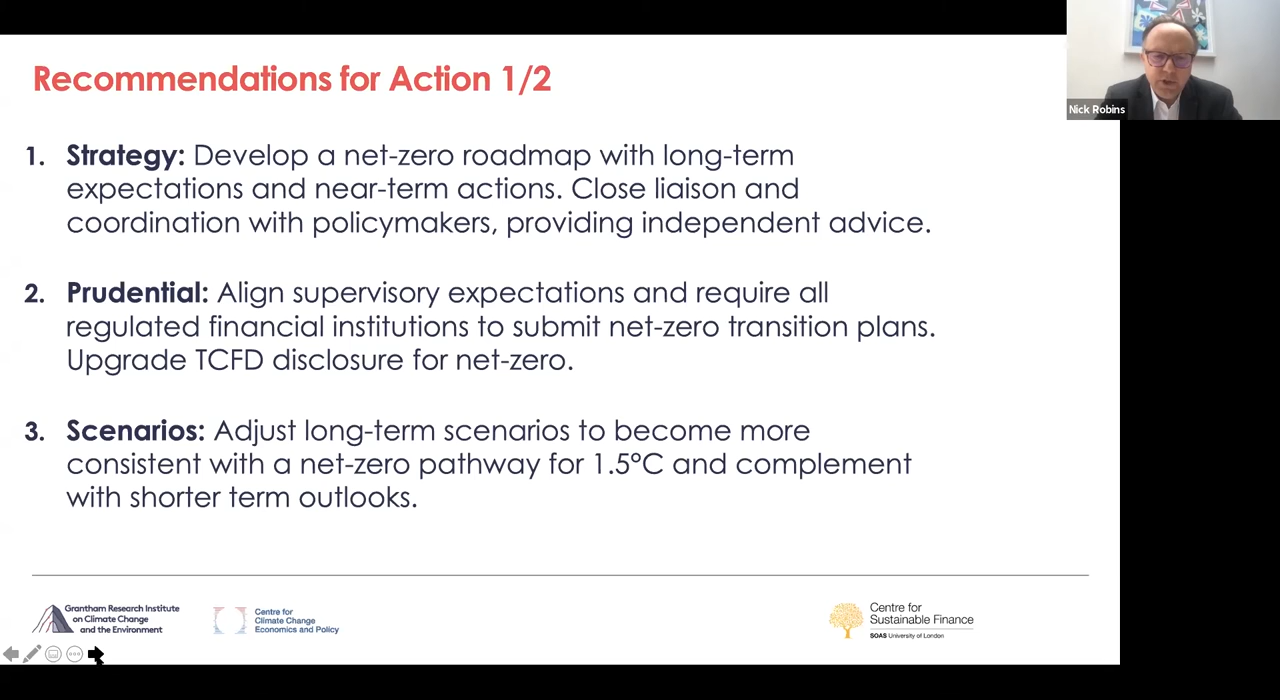 Recommendations for Action 1/2
Nick Robins
1. Strategy: Develop a net-zero roadmap with long-term
expectations and near-term actions. Close liaison and
coordination with policymakers, providing independent advice.
2. Prudential: Align supervisory expectations and require all
regulated financial institutions to submit net-zero transition plans.
Upgrade TCFD disclosure for net-zero.
3. Scenarios: Adjust long-term scenarios to become more
consistent with a net-zero pathway for 1.5°C and complement
with shorter term outlooks.
Grantham Research Institute
on Climate Change
and the Environment
Centre for
Climate Change
Economics and Policy
Centre for
Sustainable Finance
SOAS University of London